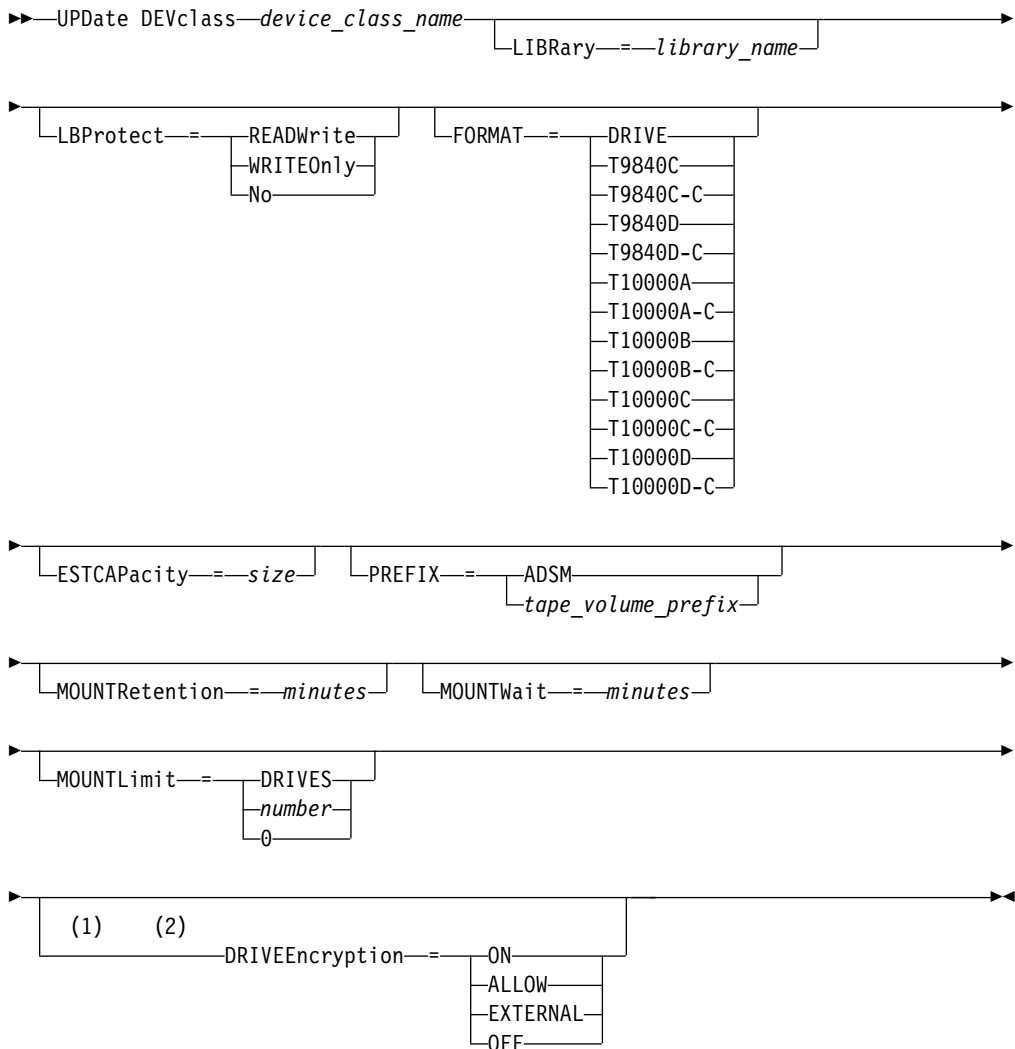 UPDate DEVclass device_class_name
LIBRary = library_name
LBProtect = READWrite FORMAT = DRIVE
WRITEOnly T9840C
No T9840C-C
T9840D
T9840D-C
T10000A
T10000A-C
T10000B
T10000B-C
T10000C
T10000C-C
T10000D
T10000D-C
ESTCAPacity = size PREFIX = ADSM
tape_volume_prefix
MOUNTRetention = minutes MOUNTWait = minutes
MOUNTLimit = DRIVES
number
0
(1) (2)
DRIVEEncryption = ON
ALLOW
EXTERNAL
OFF